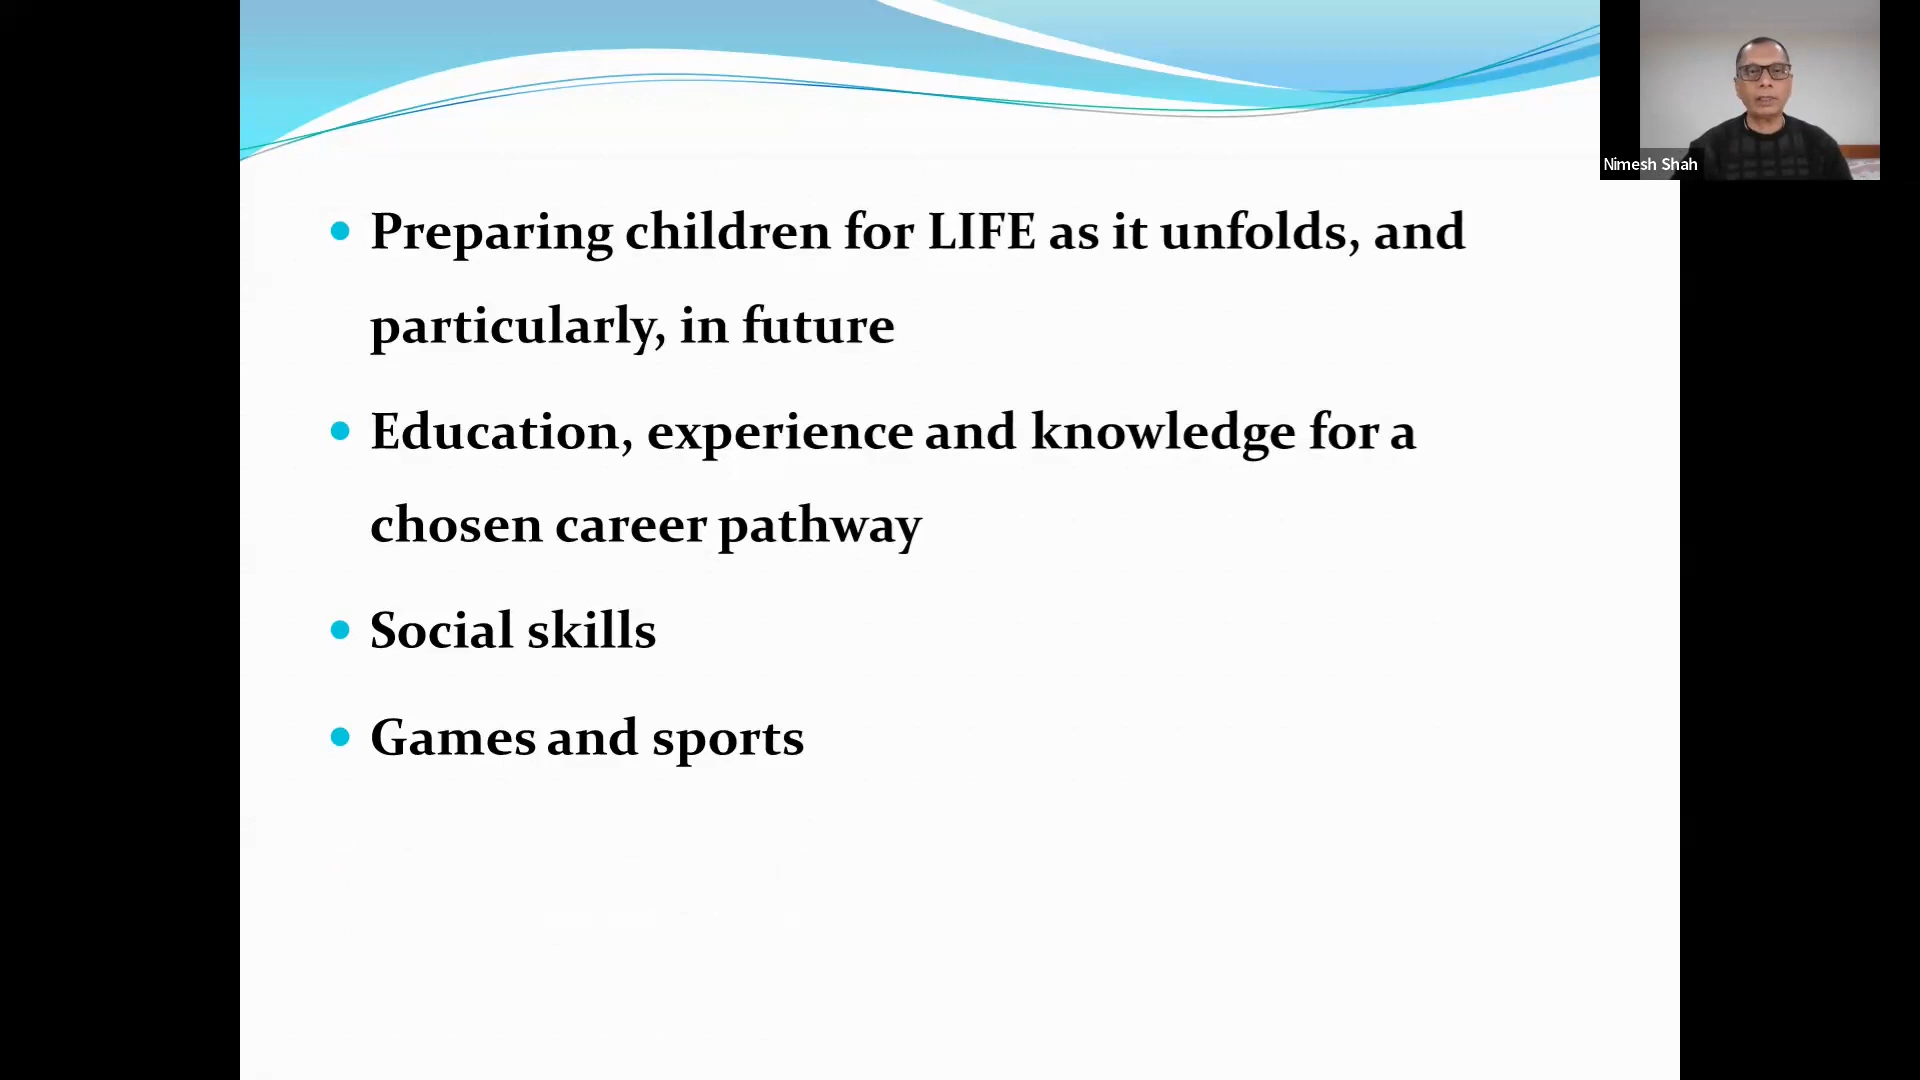 Preparing children for LIFE as it unfolds, and
particularly, in future
Education, experience and knowledge for a
chosen career pathway
Social skills
Games and sports
Nimesh Shah